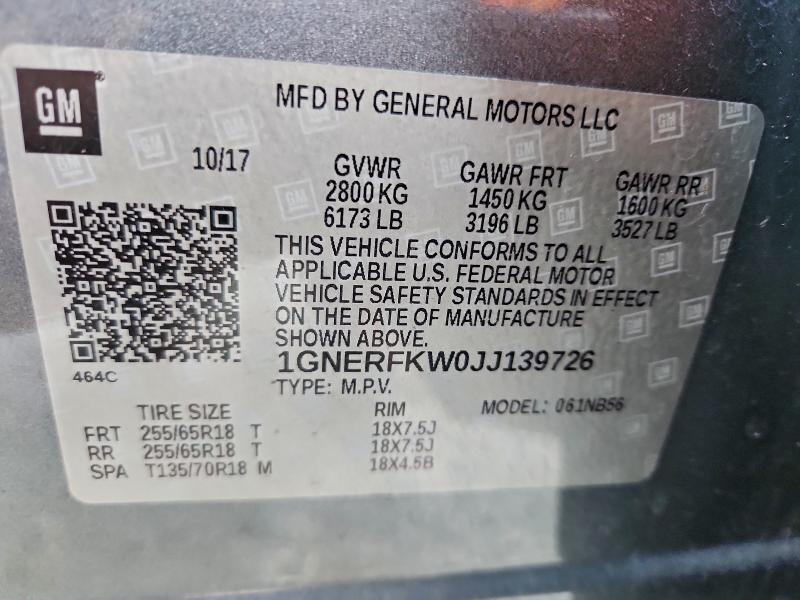 GM
MFD BY GENERAL MOTORS LLC
10/17
GVWR GAWR FRT GAWR RR
2800 KG 1450 KG 1600 KG
6173 LB 3196 LB 3527 LB
THIS VEHICLE CONFORMS TO ALL
APPLICABLE U.S. FEDERAL MOTOR
VEHICLE SAFETY STANDARDS IN EFFECT
ON THE DATE OF MANUFACTURE
SHOWN ABOVE.
1GNERFKW0JJ139726
464C
TYPE: M.P.V.
TIRE SIZE RIM MODEL: 061NB56
FRT 255/65R18 T 18X7.5J
RR 255/65R18 T 18X7.5J
SPA T135/70R18 M 18X4.5B